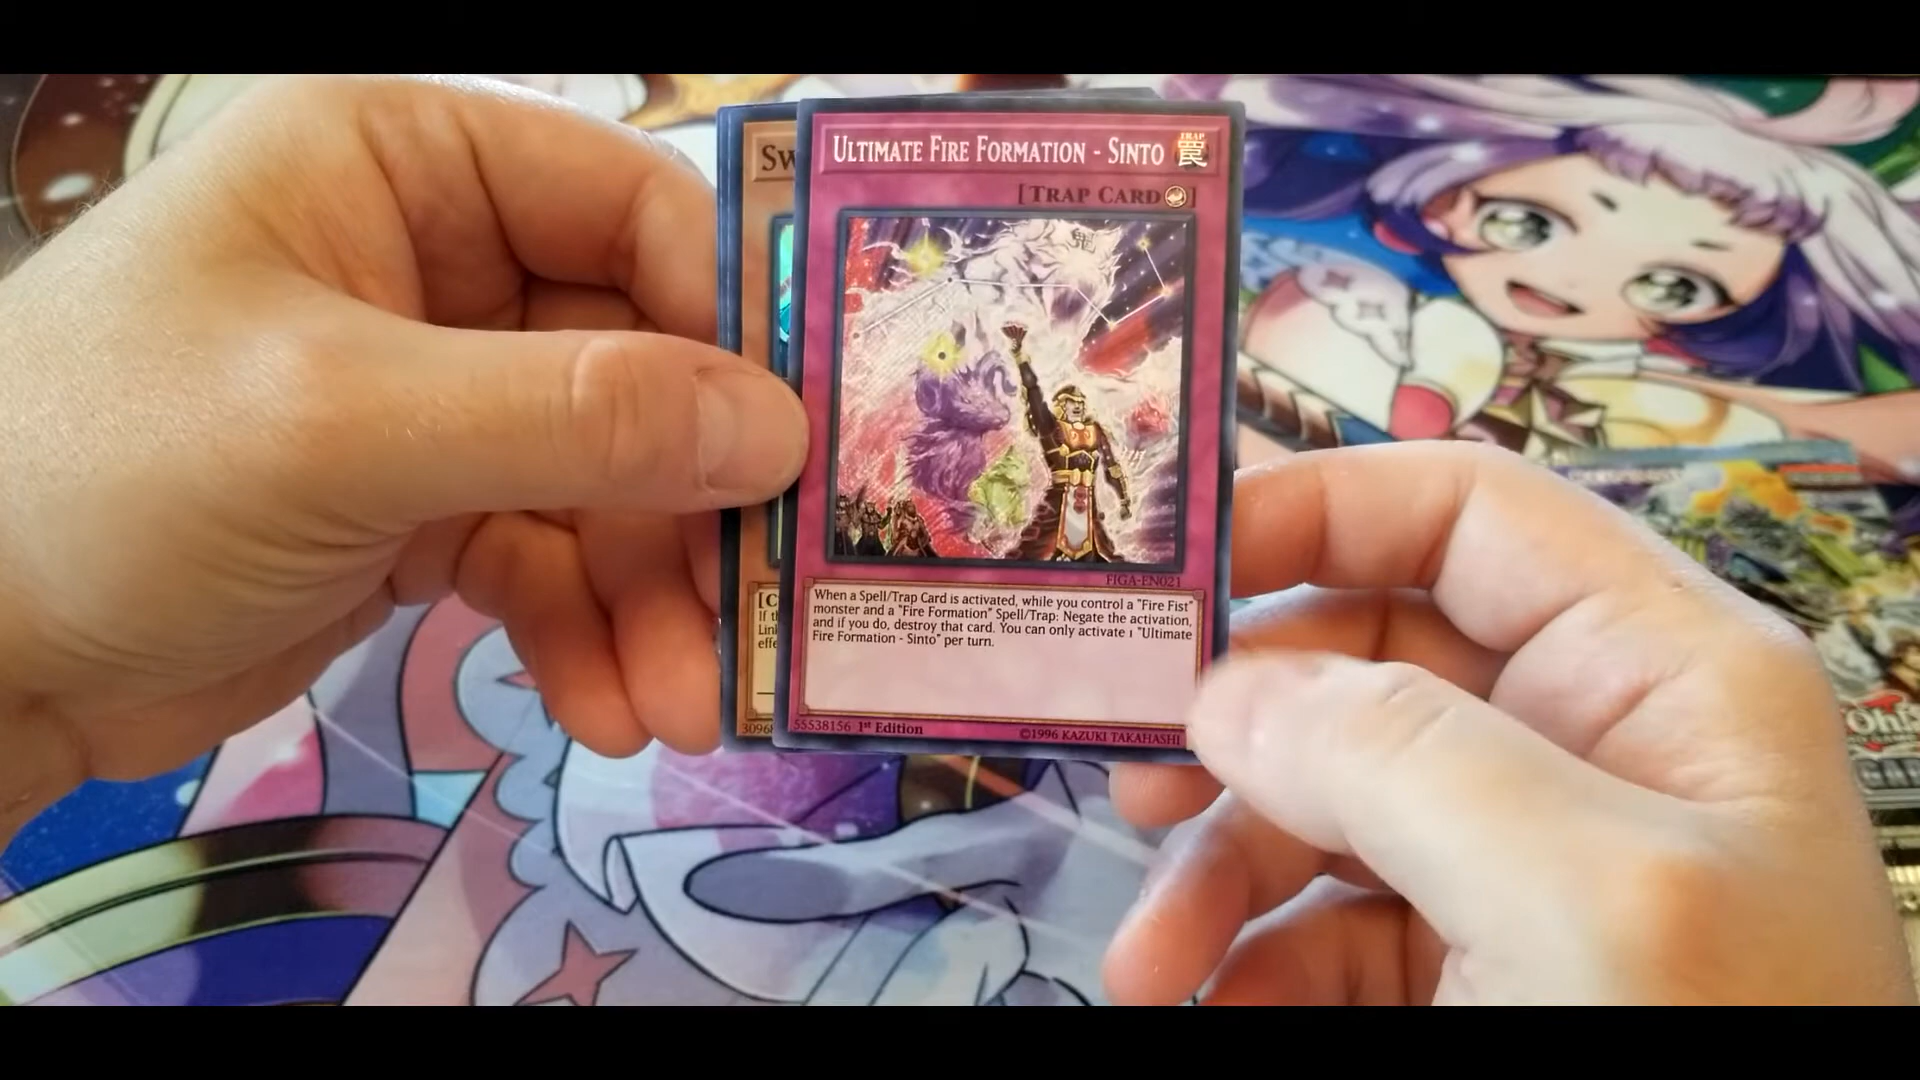 Sw
ULTIMATE FIRE FORMATION - SINTO
TRAP
罠
[TRAP CARD]
FIGA-EN021
When a Spell/Trap Card is activated, while you control a "Fire Fist"
monster and a "Fire Formation" Spell/Trap: Negate the activation,
and if you do, destroy that card. You can only activate 1 "Ultimate
Fire Formation - Sinto" per turn.
55538156 1st Edition
©1996 KAZUKI TAKAHASHI
[C
If th
Link
effe
3096